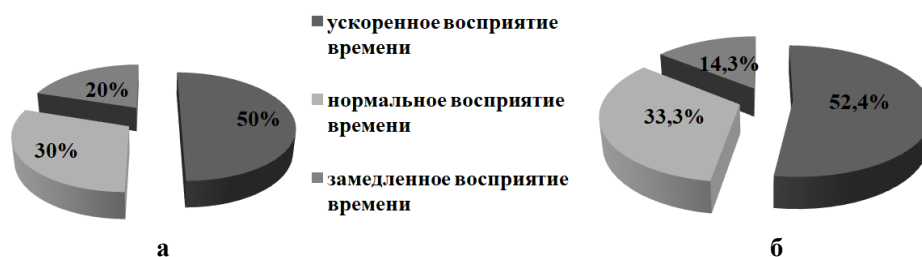 ускоренное восприятие
времени
нормальное восприятие
времени
замедленное восприятие
времени
20%
50%
30%
а
14,3%
52,4%
33,3%
б